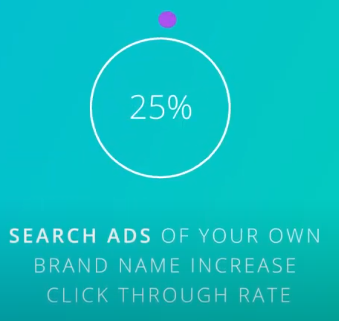 25%
SEARCH ADS OF YOUR OWN
BRAND NAME INCREASE
CLICK THROUGH RATE